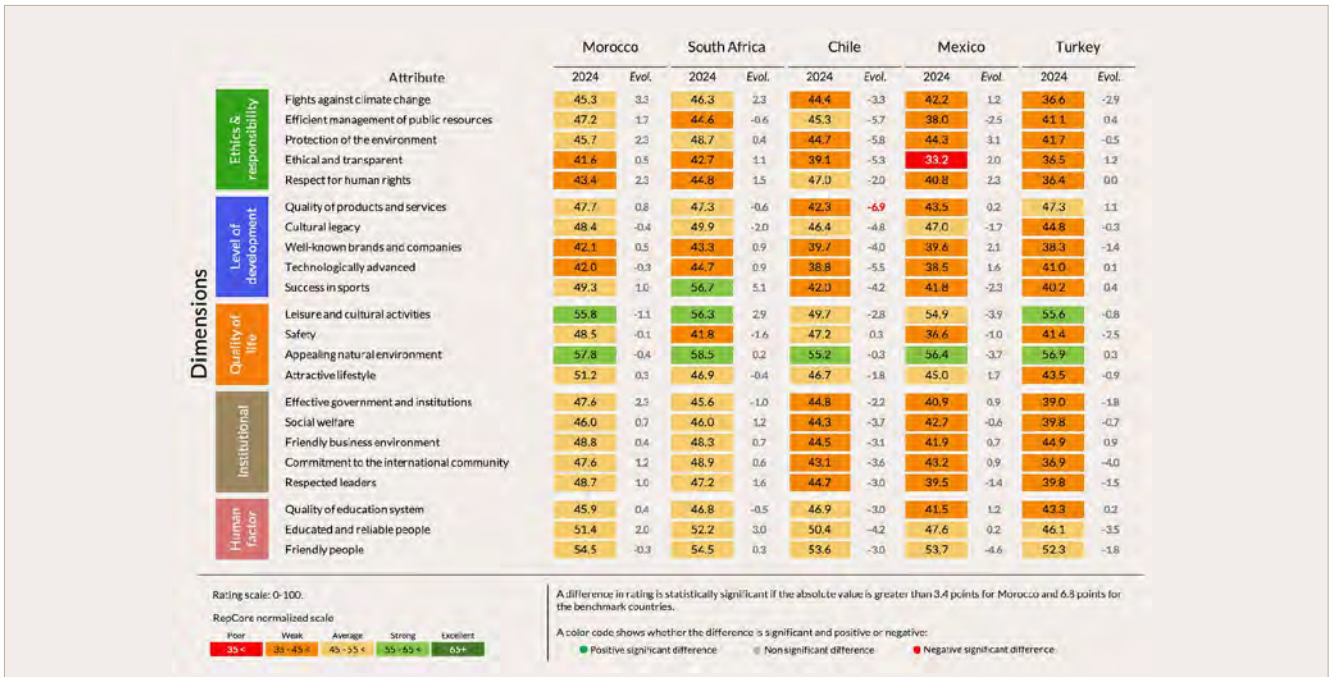 Morocco South Africa Chile Mexico Turkey
Attribute 2024 Evol. 2024 Evol. 2024 Evol. 2024 Evol. 2024 Evol.
Dimensions
Ethics & responsibility
Fights against climate change 45.3 3.3 46.3 2.3 44.4 -3.3 42.2 1.2 36.6 -2.9
Efficient management of public resources 47.2 1.7 44.6 -0.6 45.3 -5.7 38.0 -2.5 41.1 0.4
Protection of the environment 45.7 2.3 48.7 0.4 44.7 -5.8 44.3 3.1 41.7 -0.5
Ethical and transparent 41.6 0.5 42.7 1.1 39.1 -5.3 33.2 2.0 36.5 1.2
Respect for human rights 43.4 2.3 44.8 1.5 47.0 -2.0 40.8 2.3 36.4 0.0
Level of development
Quality of products and services 47.7 0.8 47.3 -0.6 42.3 -6.9 43.5 0.2 47.3 1.1
Cultural legacy 48.4 -0.4 49.9 -2.0 46.4 -4.8 47.0 -1.7 44.8 -0.3
Well-known brands and companies 42.1 0.5 43.3 0.9 39.7 -4.0 39.6 2.1 38.3 -1.4
Technologically advanced 42.0 -0.3 44.7 0.9 38.8 -5.5 38.5 1.6 41.0 0.1
Success in sports 49.3 1.0 56.7 5.1 42.0 -4.2 41.8 -2.3 40.2 0.4
Quality of life
Leisure and cultural activities 55.8 -1.1 56.3 2.9 49.7 -2.8 54.9 -3.9 55.6 -0.8
Safety 48.5 -0.1 41.8 -1.6 47.2 0.3 36.6 -1.0 41.4 -2.5
Appealing natural environment 57.8 -0.4 58.5 0.2 55.2 -0.3 56.4 -3.7 56.9 0.3
Attractive lifestyle 51.2 0.3 46.9 -0.4 46.7 -1.8 45.0 1.7 43.5 -0.9
Institutional
Effective government and institutions 47.6 2.3 45.6 -1.0 44.8 -2.2 40.9 0.9 39.0 -1.8
Social welfare 46.0 0.7 46.0 1.2 44.3 -3.7 42.7 -0.6 39.8 -0.7
Friendly business environment 48.8 0.4 48.3 0.7 44.5 -3.1 41.9 0.7 44.9 0.9
Commitment to the international community 47.6 1.2 48.9 0.6 43.1 -3.6 43.2 0.9 36.9 -4.0
Respected leaders 48.7 1.0 47.2 1.6 44.7 -3.0 39.5 -1.4 39.8 -1.5
Human factor
Quality of education system 45.9 0.4 46.8 -0.5 46.9 -3.0 41.5 1.2 43.3 0.2
Educated and reliable people 51.4 2.0 52.2 3.0 50.4 -4.2 47.6 0.2 46.1 -3.5
Friendly people 54.5 -0.3 54.5 0.3 53.6 -3.0 53.7 -4.6 52.3 -1.8
Rating scale: 0-100.
RepCore normalized scale
Poor Weak Average Strong Excellent
35 < 35 - 45 < 45 - 55 < 55 - 65 < 65+
A difference in rating is statistically significant if the absolute value is greater than 3.4 points for Morocco and 6.8 points for
the benchmark countries.
A color code shows whether the difference is significant and positive or negative:
Positive significant difference Non significant difference Negative significant difference